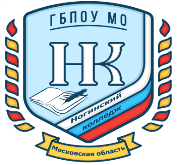 ГБПОУ МО
НК
Ногинский
колледж
Московская область